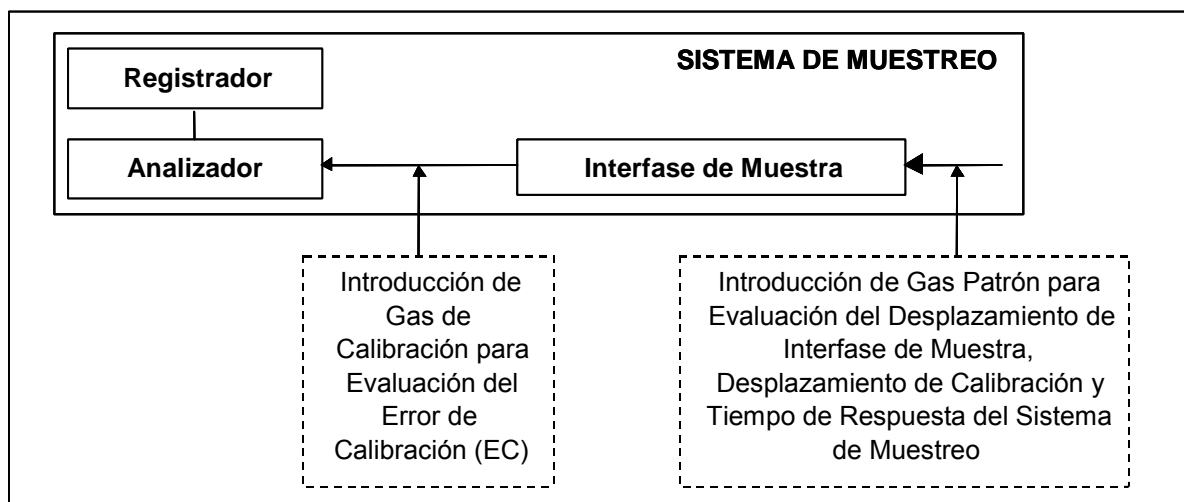 SISTEMA DE MUESTREO
Registrador
Analizador
Interfase de Muestra
Introducción de
Gas de
Calibración para
Evaluación del
Error de
Calibración (EC)
Introducción de Gas Patrón para
Evaluación del Desplazamiento de
Interfase de Muestra,
Desplazamiento de Calibración y
Tiempo de Respuesta del Sistema
de Muestreo